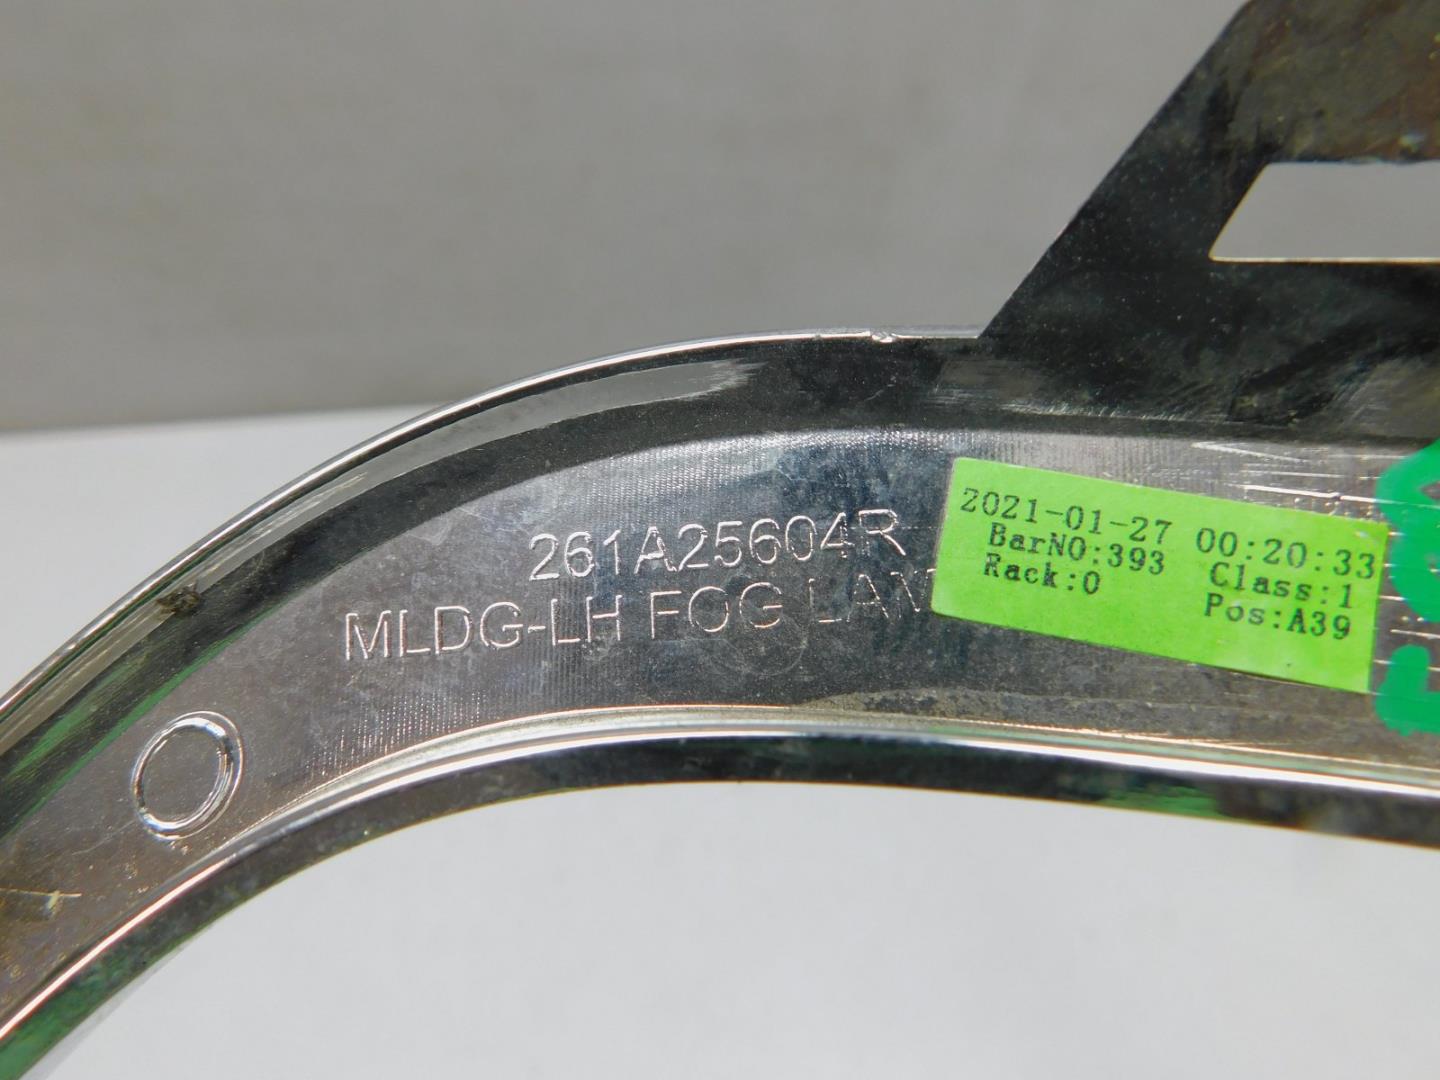 261A25604R
MLDG-LH FOG LAM
2021-01-27 00:20:33
BarNO:393 Class:1
Rack:0 Pos:A39